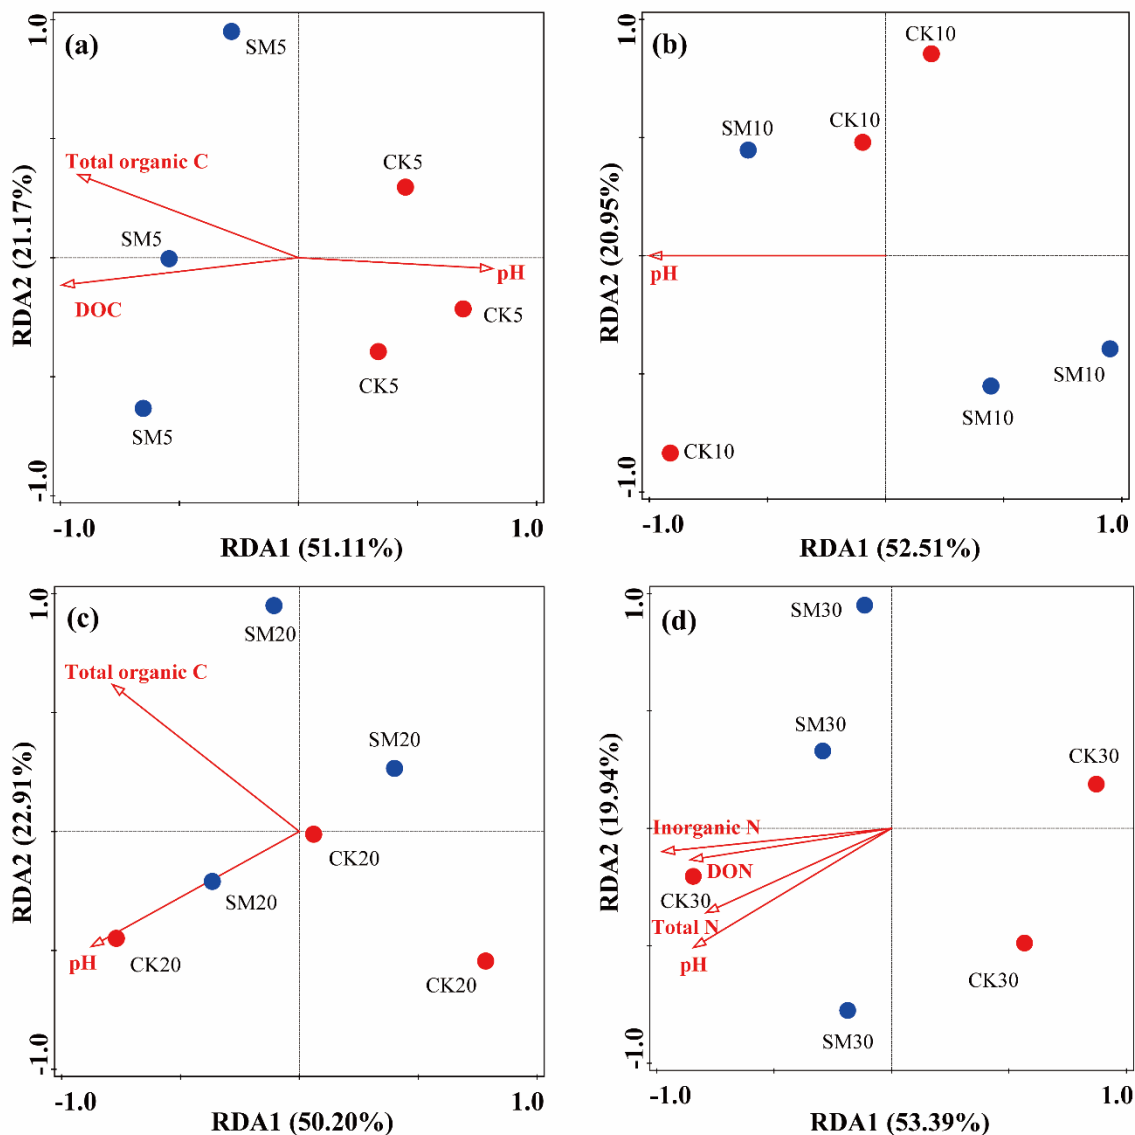 1.0
(a)
SM5
Total organic C
CK5
SM5
DOC
pH
CK5
CK5
SM5
RDA2 (21.17%)
-1.0
-1.0
1.0
RDA1 (51.11%)
1.0
(b)
CK10
SM10
CK10
pH
SM10
SM10
CK10
RDA2 (20.95%)
-1.0
-1.0
1.0
RDA1 (52.51%)
1.0
(c)
SM20
Total organic C
SM20
CK20
SM20
pH
CK20
CK20
RDA2 (22.91%)
-1.0
-1.0
1.0
RDA1 (50.20%)
1.0
(d)
SM30
SM30
CK30
Inorganic N
DON
CK30
Total N
pH
CK30
SM30
RDA2 (19.94%)
-1.0
-1.0
1.0
RDA1 (53.39%)